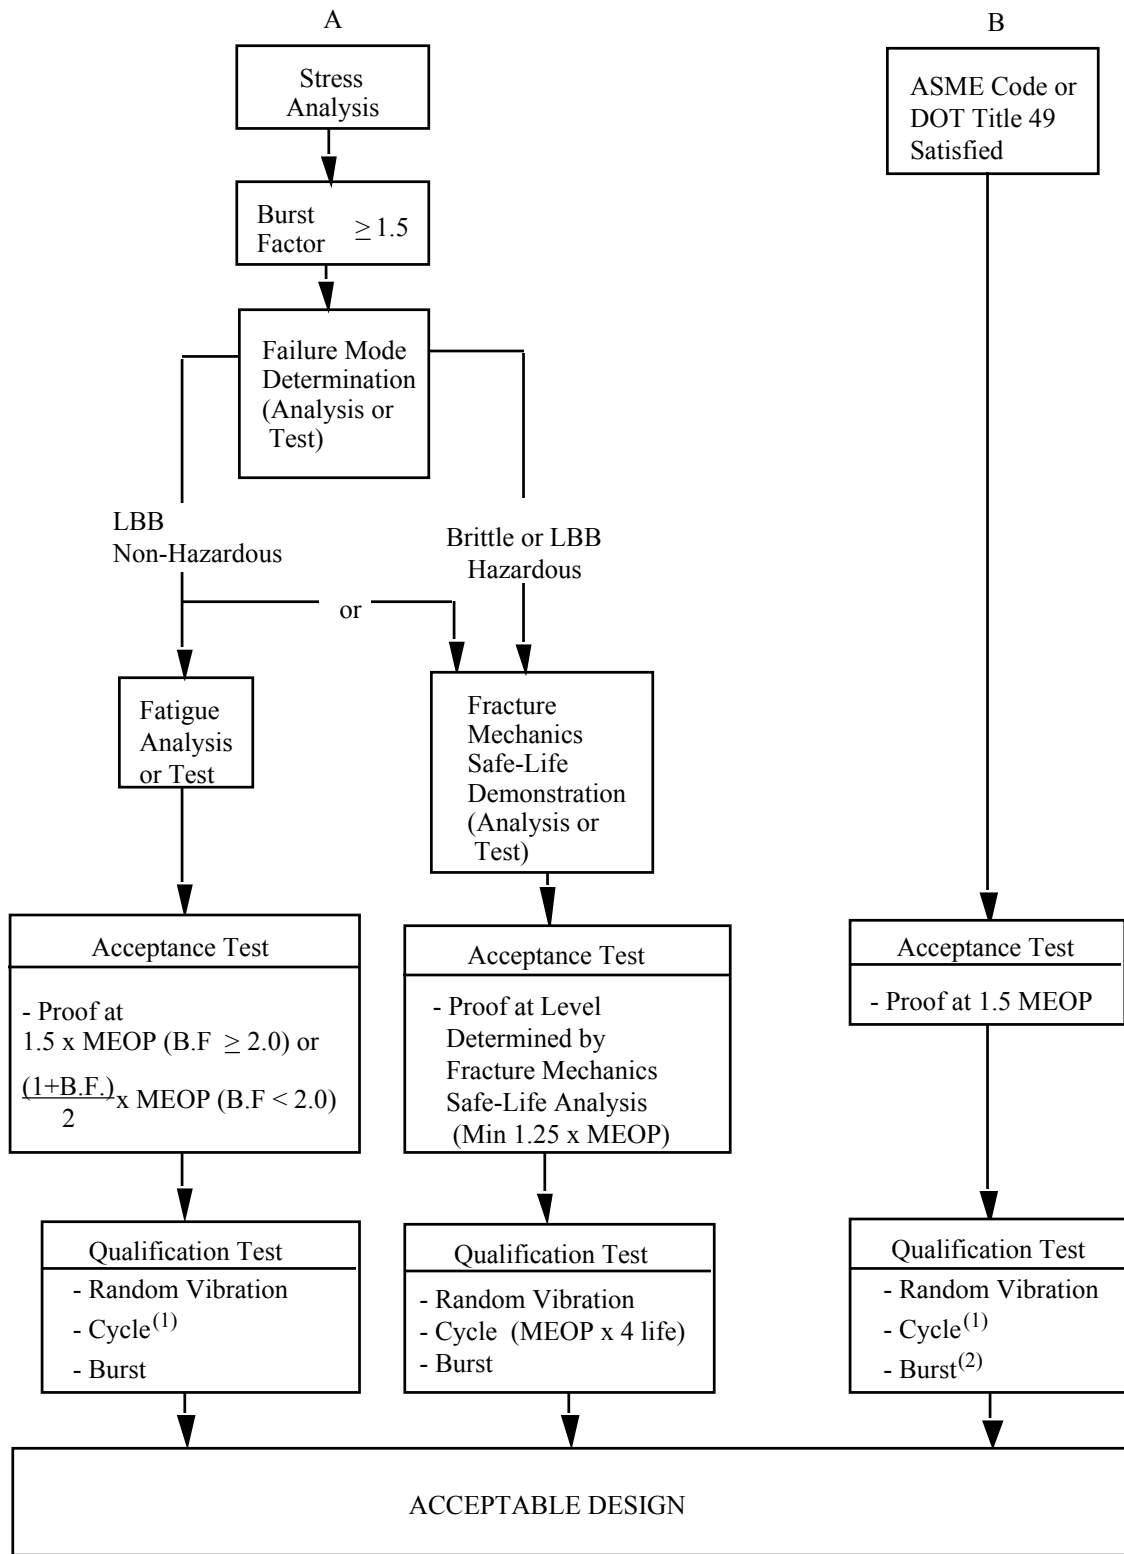 A
Stress
Analysis
Burst
Factor ≥ 1.5
Failure Mode
Determination
(Analysis or
Test)
LBB
Non-Hazardous
Brittle or LBB
Hazardous
or
Fatigue
Analysis
or Test
Fracture
Mechanics
Safe-Life
Demonstration
(Analysis or
Test)
Acceptance Test
- Proof at
1.5 x MEOP (B.F ≥ 2.0) or
(1+B.F.)
2
x MEOP (B.F < 2.0)
Acceptance Test
- Proof at Level
Determined by
Fracture Mechanics
Safe-Life Analysis
(Min 1.25 x MEOP)
Qualification Test
- Random Vibration
- Cycle(1)
- Burst
Qualification Test
- Random Vibration
- Cycle (MEOP x 4 life)
- Burst
B
ASME Code or
DOT Title 49
Satisfied
Acceptance Test
- Proof at 1.5 MEOP
Qualification Test
- Random Vibration
- Cycle(1)
- Burst(2)
ACCEPTABLE DESIGN